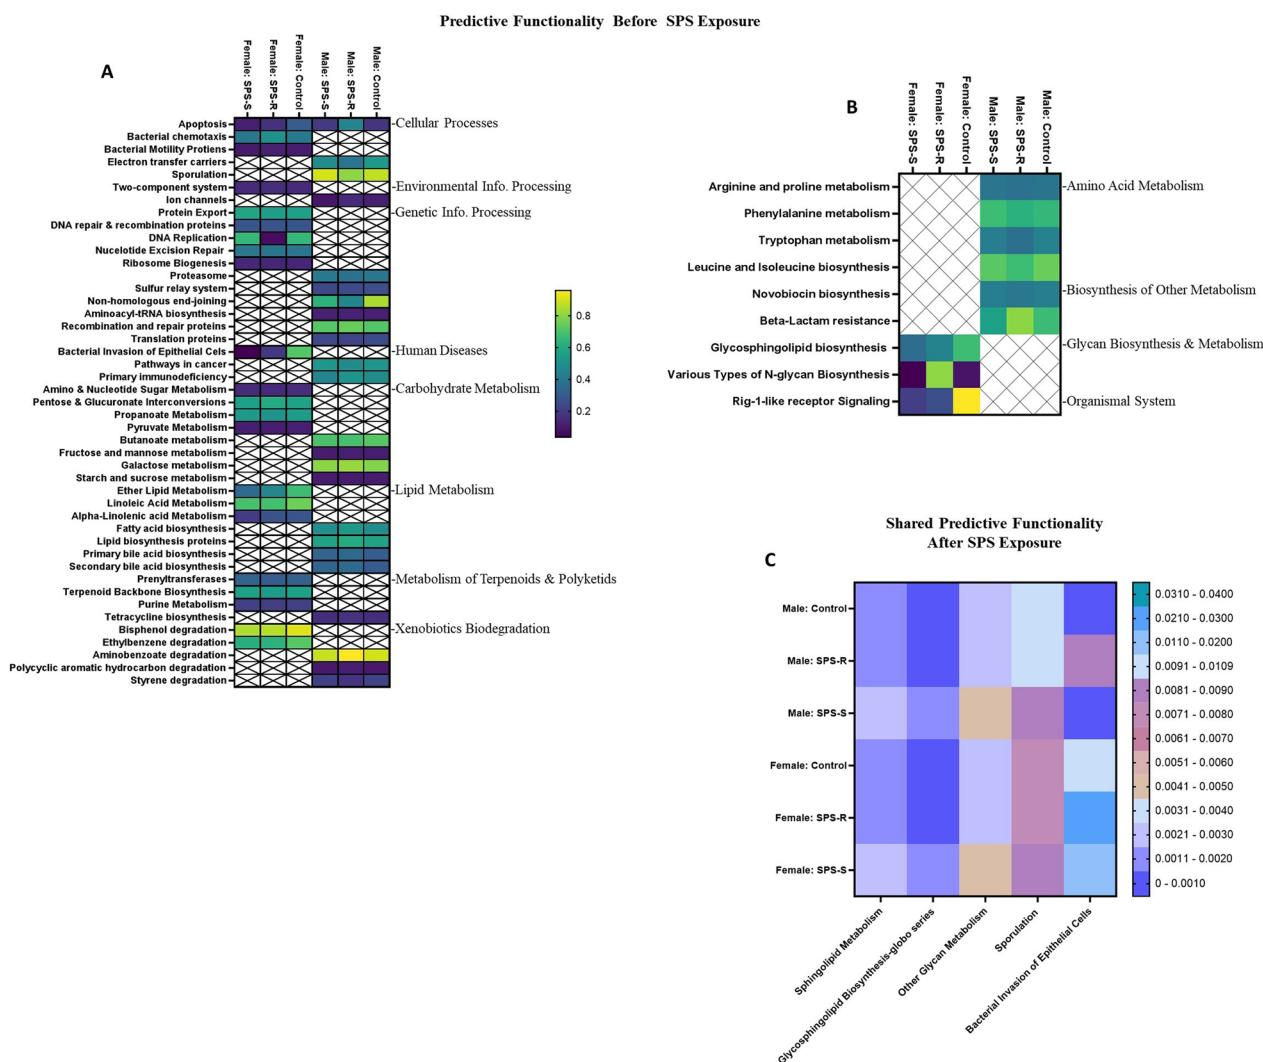 Predictive Functionality Before SPS Exposure
A
Female: SPS-S
Female: SPS-R
Female: Control
Male: SPS-S
Male: SPS-R
Male: Control
Apoptosis
Bacterial chemotaxis
Bacterial Motility Protiens
Electron transfer carriers
Sporulation
Two-component system
Ion channels
Protein Export
DNA repair & recombination proteins
DNA Replication
Nucelotide Excision Repair
Ribosome Biogenesis
Proteasome
Sulfur relay system
Non-homologous end-joining
Aminoacyl-tRNA biosynthesis
Recombination and repair proteins
Translation proteins
Bacterial Invasion of Epithelial Cels
Pathways in cancer
Primary immunodeficiency
Amino & Nucleotide Sugar Metabolism
Pentose & Glucuronate Interconversions
Propanoate Metabolism
Pyruvate Metabolism
Butanoate metabolism
Fructose and mannose metabolism
Galactose metabolism
Starch and sucrose metabolism
Ether Lipid Metabolism
Linoleic Acid Metabolism
Alpha-Linolenic acid Metabolism
Fatty acid biosynthesis
Lipid biosynthesis proteins
Primary bile acid biosynthesis
Secondary bile acid biosynthesis
Prenyltransferases
Terpenoid Backbone Biosynthesis
Purine Metabolism
Tetracycline biosynthesis
Bisphenol degradation
Ethylbenzene degradation
Aminobenzoate degradation
Polycyclic aromatic hydrocarbon degradation
Styrene degradation
-Cellular Processes
-Environmental Info. Processing
-Genetic Info. Processing
-Human Diseases
-Carbohydrate Metabolism
-Lipid Metabolism
-Metabolism of Terpenoids & Polyketids
-Xenobiotics Biodegradation
0.8
0.6
0.4
0.2
B
Female: SPS-S
Female: SPS-R
Female: Control
Male: SPS-S
Male: SPS-R
Male: Control
Arginine and proline metabolism
Phenylalanine metabolism
Tryptophan metabolism
Leucine and Isoleucine biosynthesis
Novobiocin biosynthesis
Beta-Lactam resistance
Glycosphingolipid biosynthesis
Various Types of N-glycan Biosynthesis
Rig-1-like receptor Signaling
-Amino Acid Metabolism
-Biosynthesis of Other Metabolism
-Glycan Biosynthesis & Metabolism
-Organismal System
Shared Predictive Functionality
After SPS Exposure
C
Male: Control
Male: SPS-R
Male: SPS-S
Female: Control
Female: SPS-R
Female: SPS-S
Sphingolipid Metabolism
Glycosphingolipid Biosynthesis-globo series
Other Glycan Metabolism
Sporulation
Bacterial Invasion of Epithelial Cells
0.0310 - 0.0400
0.0210 - 0.0300
0.0110 - 0.0200
0.0091 - 0.0109
0.0081 - 0.0090
0.0071 - 0.0080
0.0061 - 0.0070
0.0051 - 0.0060
0.0041 - 0.0050
0.0031 - 0.0040
0.0021 - 0.0030
0.0011 - 0.0020
0 - 0.0010